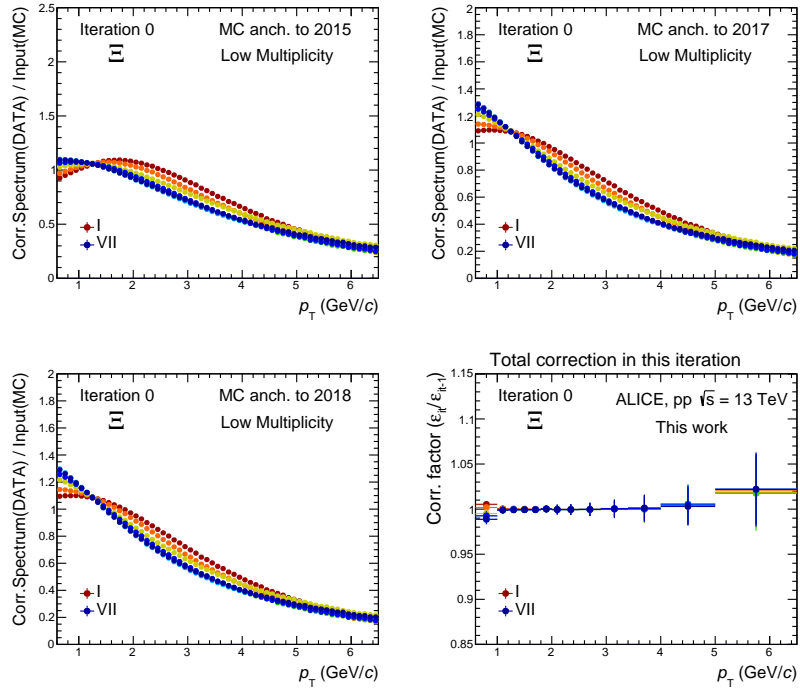 Iteration 0 MC anch. to 2015
Ξ Low Multiplicity
Corr.Spectrum(DATA) / Input(MC)
2.5
2
1.5
1
0.5
0
I
VII
1 2 3 4 5 6
p_T (GeV/c)
Iteration 0 MC anch. to 2017
Ξ Low Multiplicity
Corr.Spectrum(DATA) / Input(MC)
2
1.8
1.6
1.4
1.2
1
0.8
0.6
0.4
0.2
0
I
VII
1 2 3 4 5 6
p_T (GeV/c)
Iteration 0 MC anch. to 2018
Ξ Low Multiplicity
Corr.Spectrum(DATA) / Input(MC)
2
1.8
1.6
1.4
1.2
1
0.8
0.6
0.4
0.2
0
I
VII
1 2 3 4 5 6
p_T (GeV/c)
Total correction in this iteration
Iteration 0 ALICE, pp √s = 13 TeV
Ξ This work
Corr. factor (ε_it/ε_it-1)
1.15
1.1
1.05
1
0.95
0.9
0.85
I
VII
1 2 3 4 5 6
p_T (GeV/c)